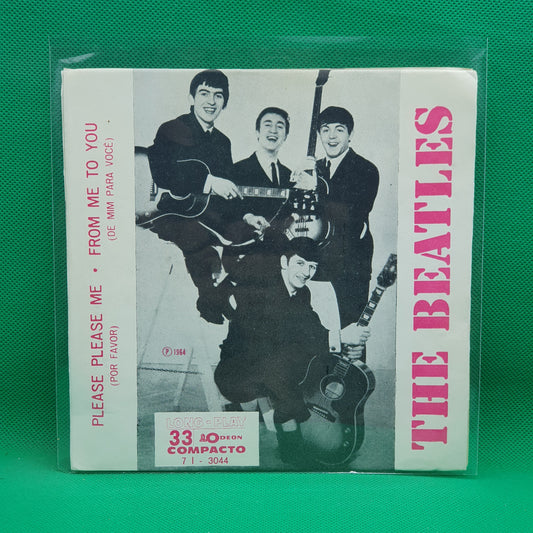 PLEASE PLEASE ME • FROM ME TO YOU •
(POR FAVOR) (DE MIM PARA VOCÊ)
THE BEATLES
Ⓟ 1964
LONG-PLAY
33 ODEON
COMPACTO
7 I - 3044